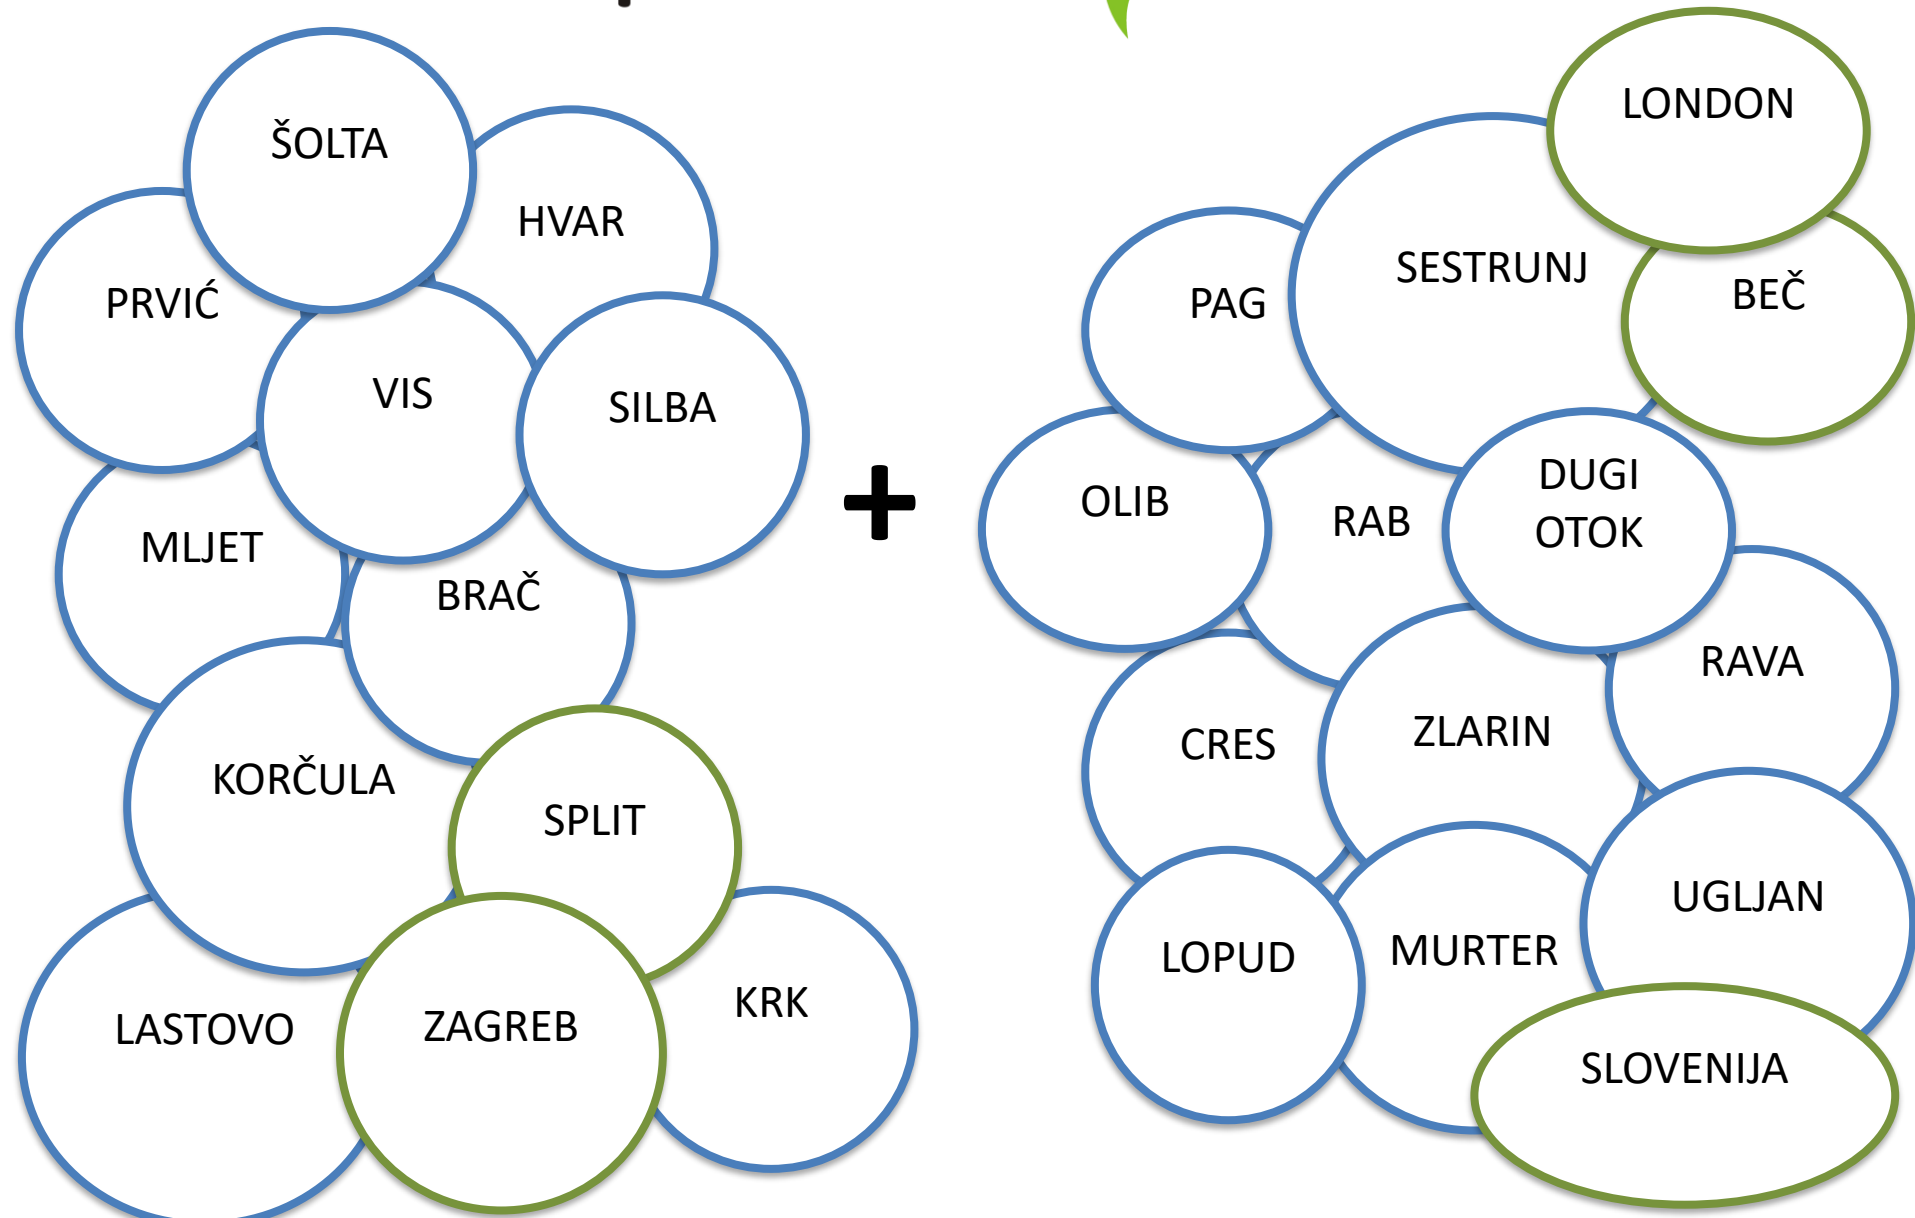 ŠOLTA
HVAR
PRVIĆ
VIS
SILBA
MLJET
BRAČ
KORČULA
SPLIT
LASTOVO
ZAGREB
KRK
+
LONDON
SESTRUNJ
BEČ
PAG
DUGI
OTOK
OLIB
RAB
RAVA
CRES
ZLARIN
UGLJAN
LOPUD
MURTER
SLOVENIJA